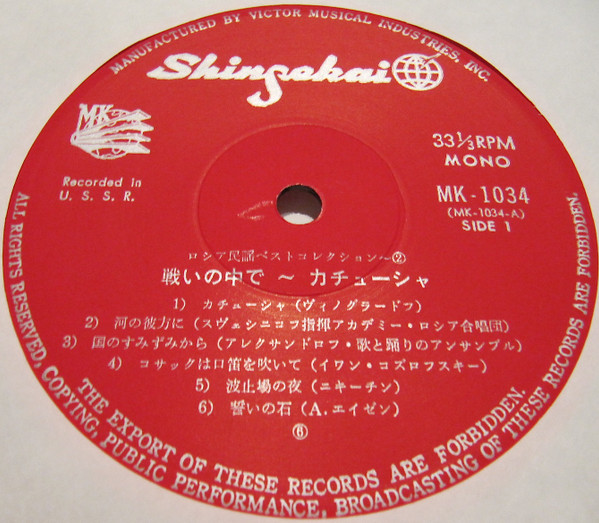 MANUFACTURED BY VICTOR MUSICAL INDUSTRIES, INC.
Shinsekai
MK
Recorded in
U. S. S. R.
33 1/3 RPM
MONO
MK-1034
(MK-1034-A)
SIDE 1
ロシア民謡ベストコレクション〜②
戦いの中で 〜 カチューシャ
1) カチューシャ(ヴィノグラードフ)
2) 河の彼方に(スヴェシニコフ指揮アカデミー・ロシア合唱団)
3) 国のすみずみから(アレクサンドロフ・歌と踊りのアンサンブル)
4) コサックは口笛を吹いて(イワン・コズロフスキー)
5) 波止場の夜(ニキーチン)
6) 誓いの石(A. エイゼン)
⑥
ALL RIGHTS RESERVED, COPYING, PUBLIC PERFORMANCE, BROADCASTING OF THESE RECORDS ARE FORBIDDEN.
THE EXPORT OF THESE RECORDS ARE FORBIDDEN.